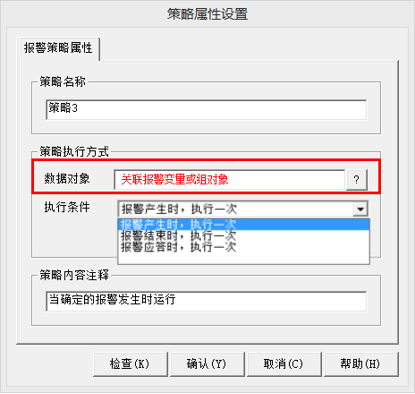 策略属性设置
报警策略属性
策略名称
策略3
策略执行方式
数据对象 关联报警变量或组对象 ?
执行条件 报警产生时，执行一次
报警产生时，执行一次
报警结束时，执行一次
报警应答时，执行一次
策略内容注释
当确定的报警发生时运行
检查(K) 确认(Y) 取消(C) 帮助(H)